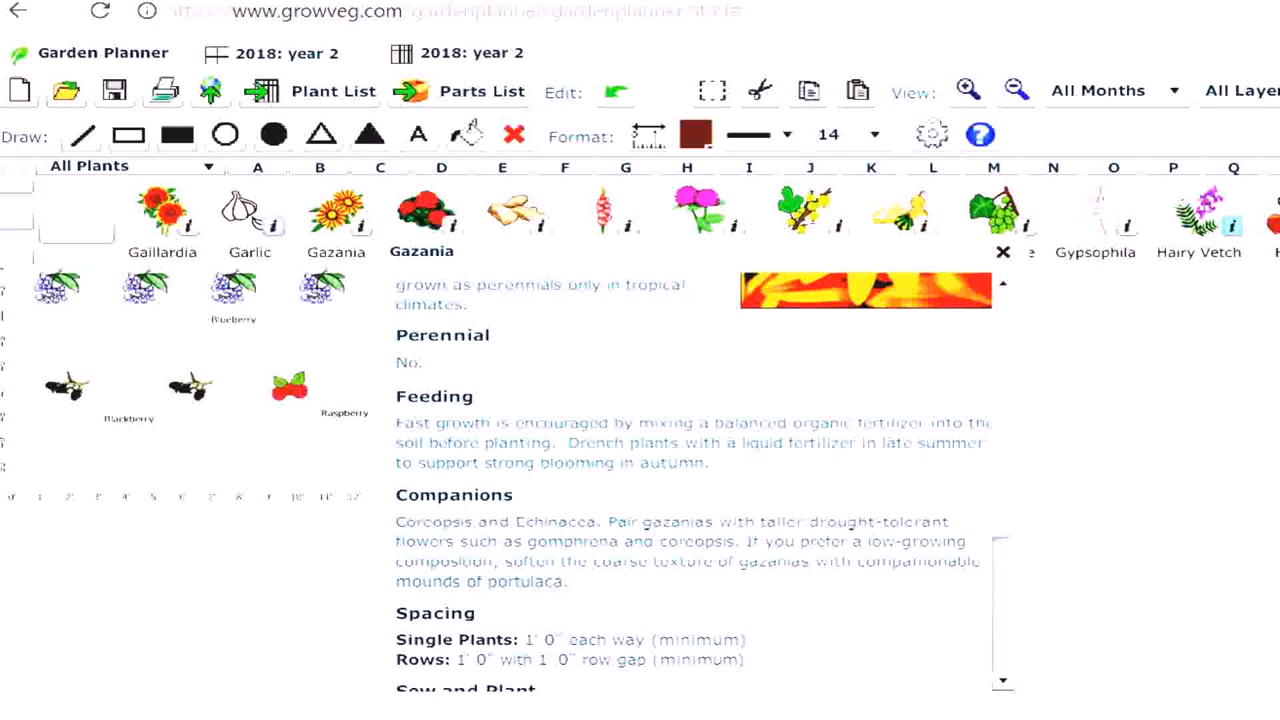 www.growveg.com
Garden Planner 2018: year 2 2018: year 2
Plant List Parts List Edit: View: All Months All Layer
Draw: A Format: 14
All Plants A B C D E F G H I J K L M N O P Q
Gaillardia Garlic Gazania Gazania e Gypsophila Hairy Vetch
grown as perennials only in tropical
climates.
Blueberry
Perennial
No.
Blackberry Raspberry
Feeding
Fast growth is encouraged by mixing a balanced organic fertilizer into the
soil before planting. Drench plants with a liquid fertilizer in late summer
to support strong blooming in autumn.
Companions
Coreopsis and Echinacea. Pair gazanias with taller drought-tolerant
flowers such as gomphrena and coreopsis. If you prefer a low-growing
composition, soften the coarse texture of gazanias with companionable
mounds of portulaca.
Spacing
Single Plants: 1' 0" each way (minimum)
Rows: 1' 0" with 1' 0" row gap (minimum)
Sow and Plant